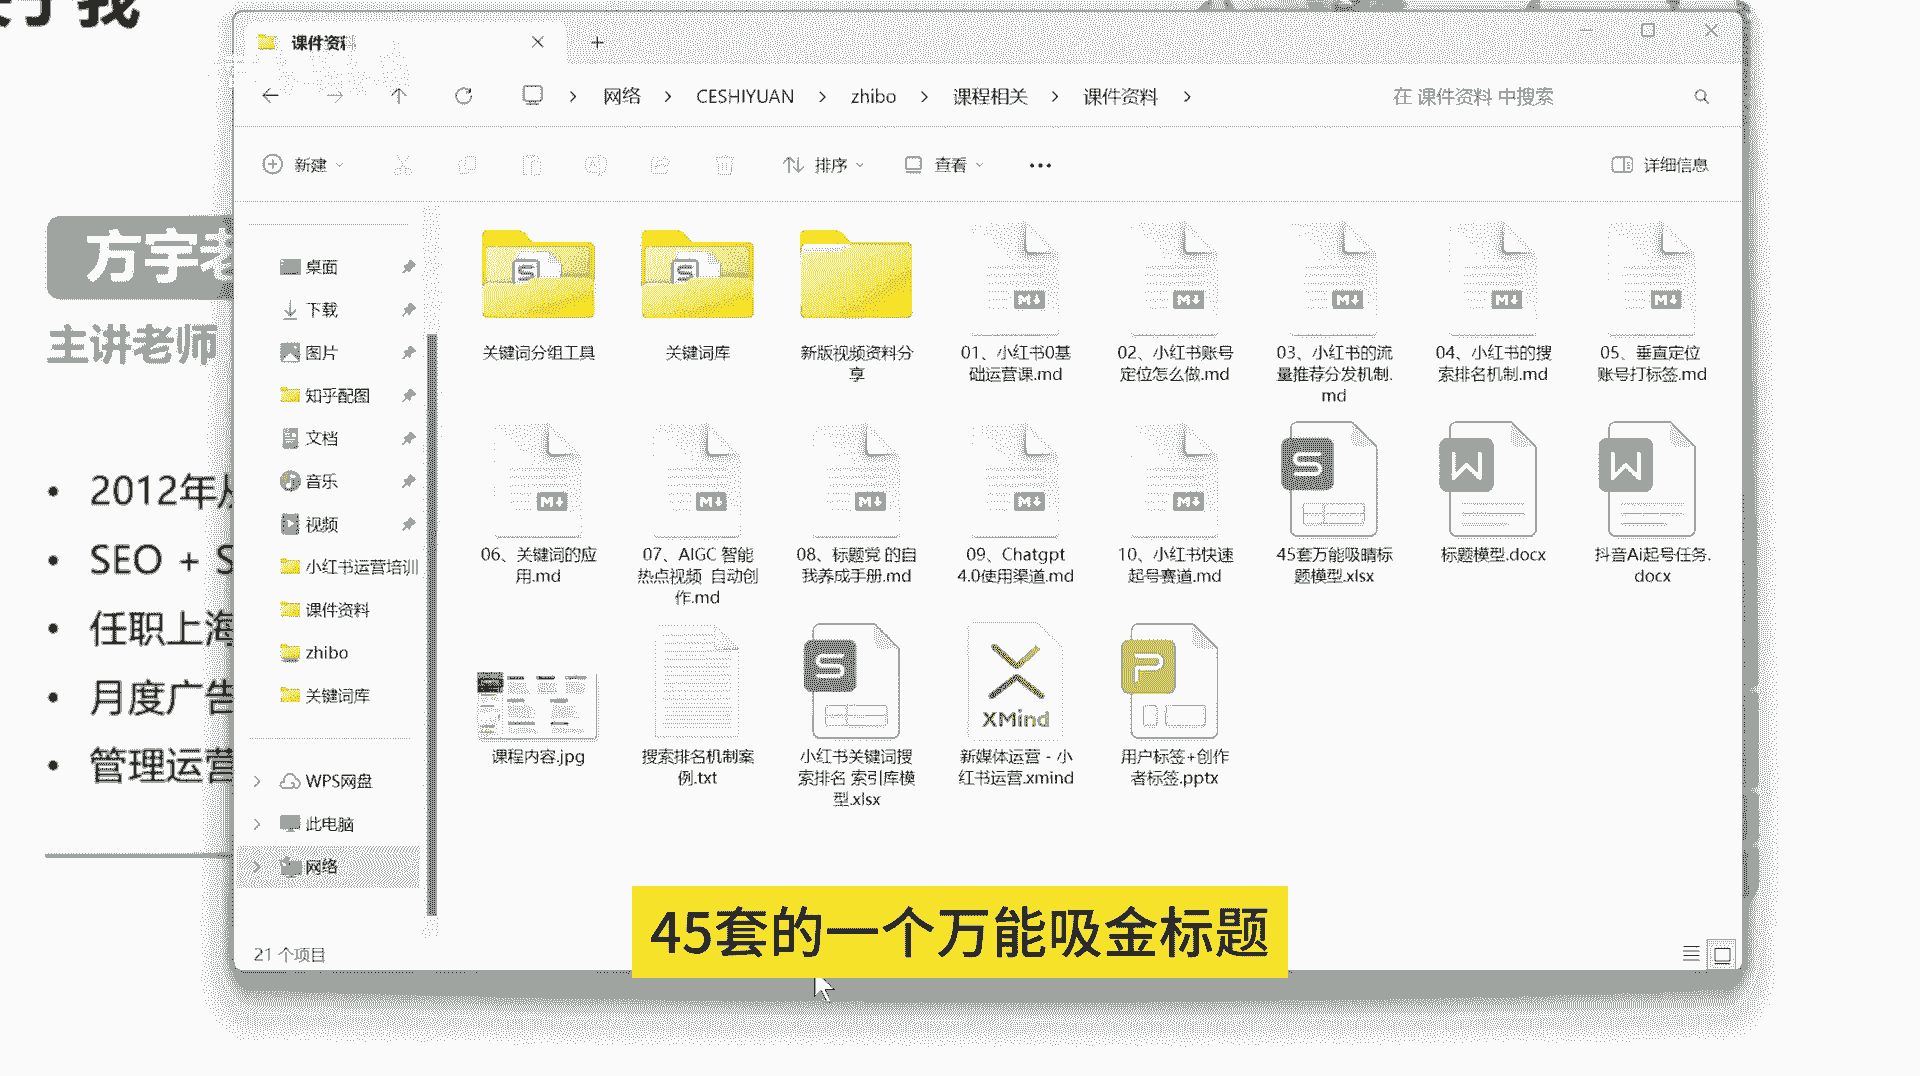 课件资料
网络
CESHIYUAN
zhibo
课程相关
课件资料
在 课件资料 中搜索
新建
排序
查看
详细信息
方宇老
主讲老师
2012年从
SEO + S
任职上海
月度广告
管理运营
桌面
下载
图片
知乎配图
文档
音乐
视频
小红书运营培训
课件资料
zhibo
关键词库
WPS网盘
此电脑
网络
关键词分组工具
关键词库
新版视频资料分
享
01、小红书0基
础运营课.md
02、小红书账号
定位怎么做.md
03、小红书的流
量推荐分发机制.
md
04、小红书的搜
索排名机制.md
05、垂直定位
账号打标签.md
06、关键词的应
用.md
07、AIGC 智能
热点视频 自动创
作.md
08、标题党 的自
我养成手册.md
09、Chatgpt
4.0使用渠道.md
10、小红书快速
起号赛道.md
45套万能吸睛标
题模型.xlsx
标题模型.docx
抖音Ai起号任务.
docx
课程内容.jpg
搜索排名机制案
例.txt
小红书关键词搜
索排名 索引库模
型.xlsx
XMind
新媒体运营 - 小
红书运营.xmind
用户标签+创作
者标签.pptx
45套的一个万能吸金标题
21 个项目